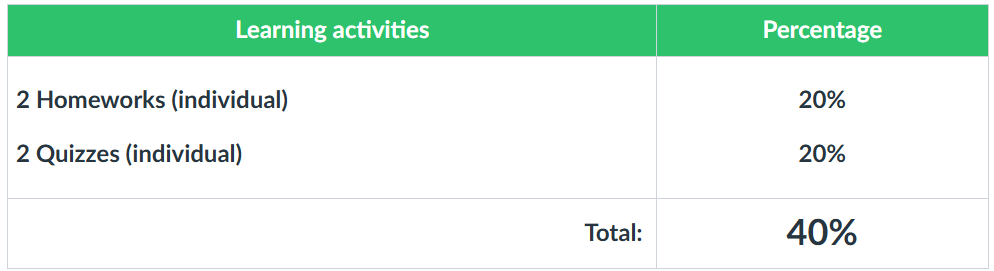 Learning activities Percentage
2 Homeworks (individual) 20%
2 Quizzes (individual) 20%
Total: 40%